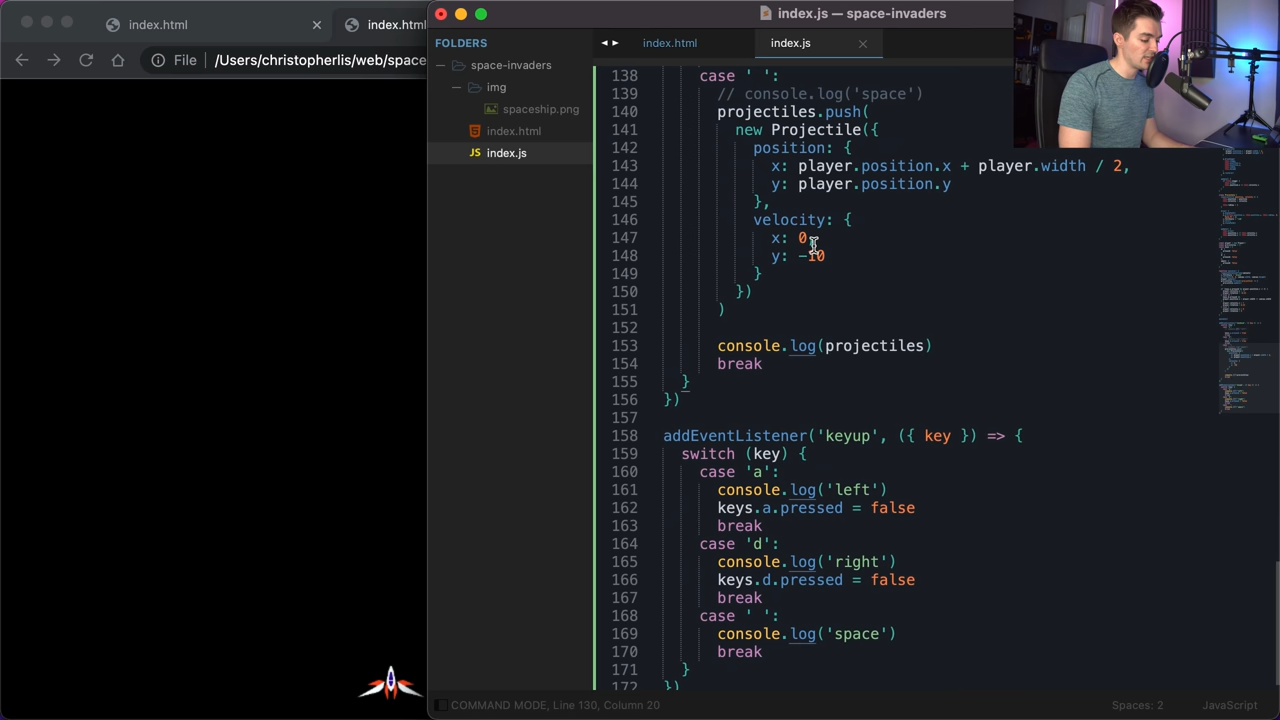 index.html
index.html
File
/Users/christopherlis/web/space
index.js — space-invaders
FOLDERS
space-invaders
img
spaceship.png
index.html
JS index.js
index.html
index.js
138 case ' ':
139 // console.log('space')
140 projectiles.push(
141 new Projectile({
142 position: {
143 x: player.position.x + player.width / 2,
144 y: player.position.y
145 },
146 velocity: {
147 x: 0,
148 y: -10
149 }
150 })
151 )
152
153 console.log(projectiles)
154 break
155 }
156 })
157
158 addEventListener('keyup', ({ key }) => {
159 switch (key) {
160 case 'a':
161 console.log('left')
162 keys.a.pressed = false
163 break
164 case 'd':
165 console.log('right')
166 keys.d.pressed = false
167 break
168 case ' ':
169 console.log('space')
170 break
171 }
172 })
COMMAND MODE, Line 130, Column 20
Spaces: 2
JavaScript